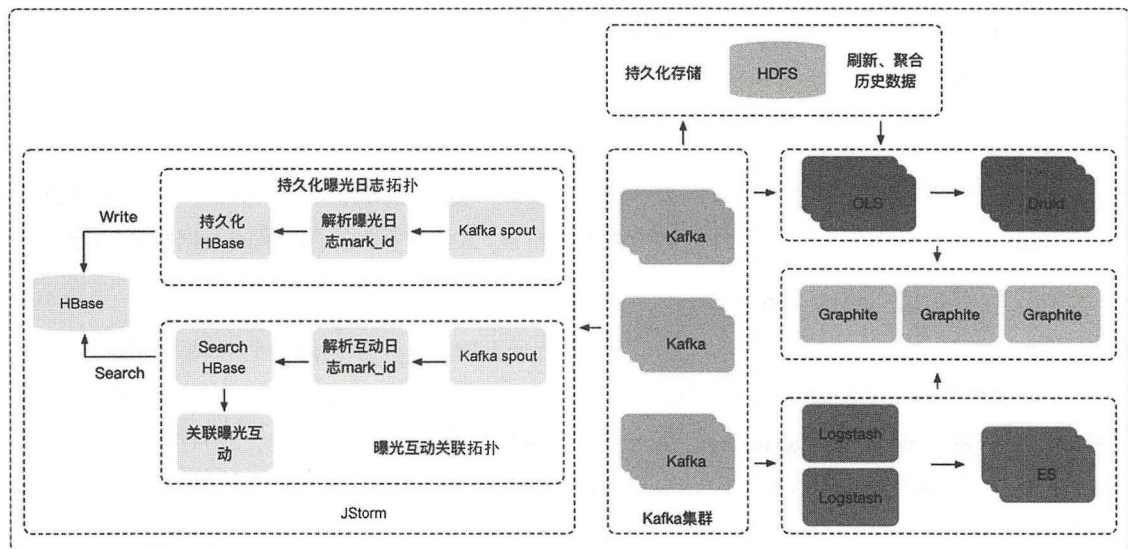 持久化存储
HDFS
刷新、聚合
历史数据
持久化曝光日志拓扑
Write
持久化
HBase
解析曝光日
志mark_id
Kafka spout
HBase
Search
Search
HBase
解析互动日
志mark_id
Kafka spout
关联曝光互
动
曝光互动关联拓扑
JStorm
Kafka
Kafka
Kafka
Kafka集群
OLS
Druid
Graphite
Graphite
Graphite
Logstash
Logstash
ES